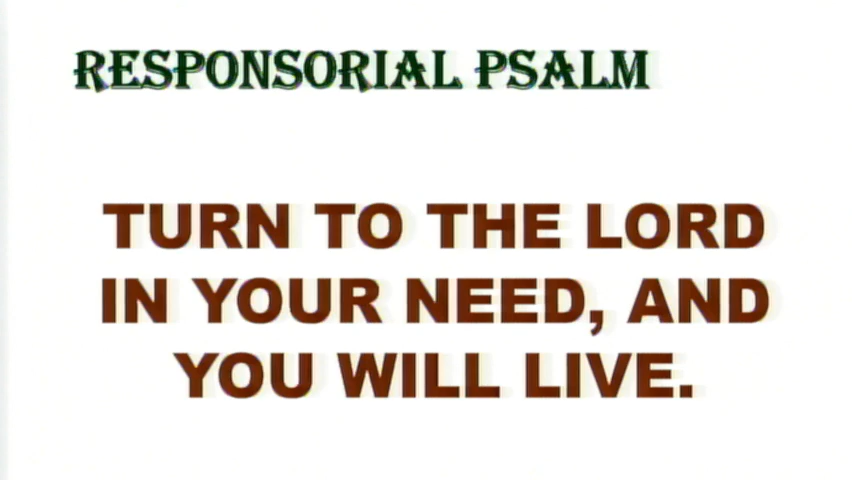 RESPONSORIAL PSALM
TURN TO THE LORD
IN YOUR NEED, AND
YOU WILL LIVE.